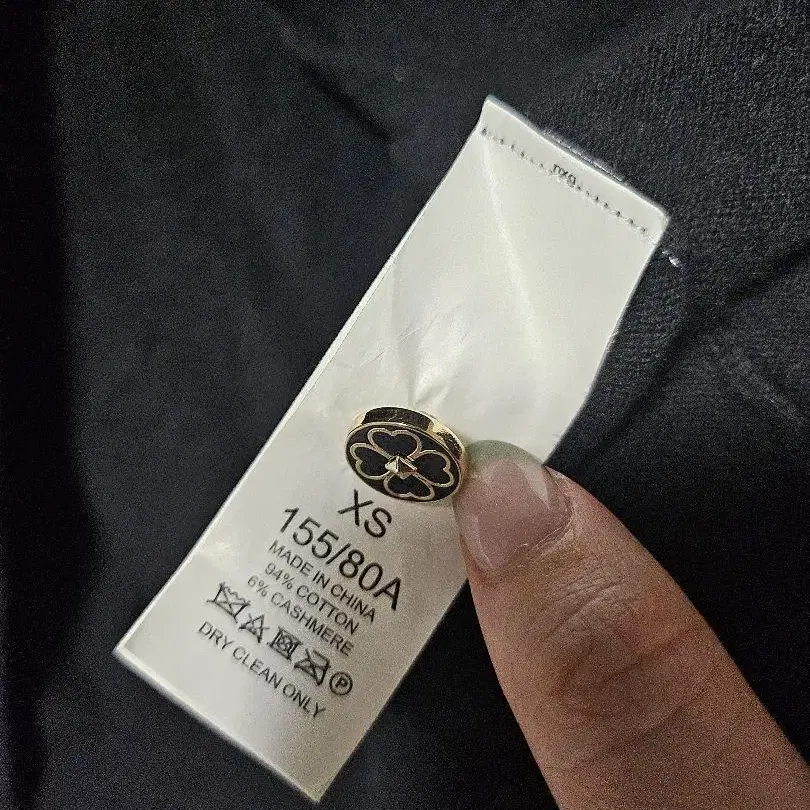 XS
155/80A
MADE IN CHINA
94% COTTON
6% CASHMERE
P
DRY CLEAN ONLY